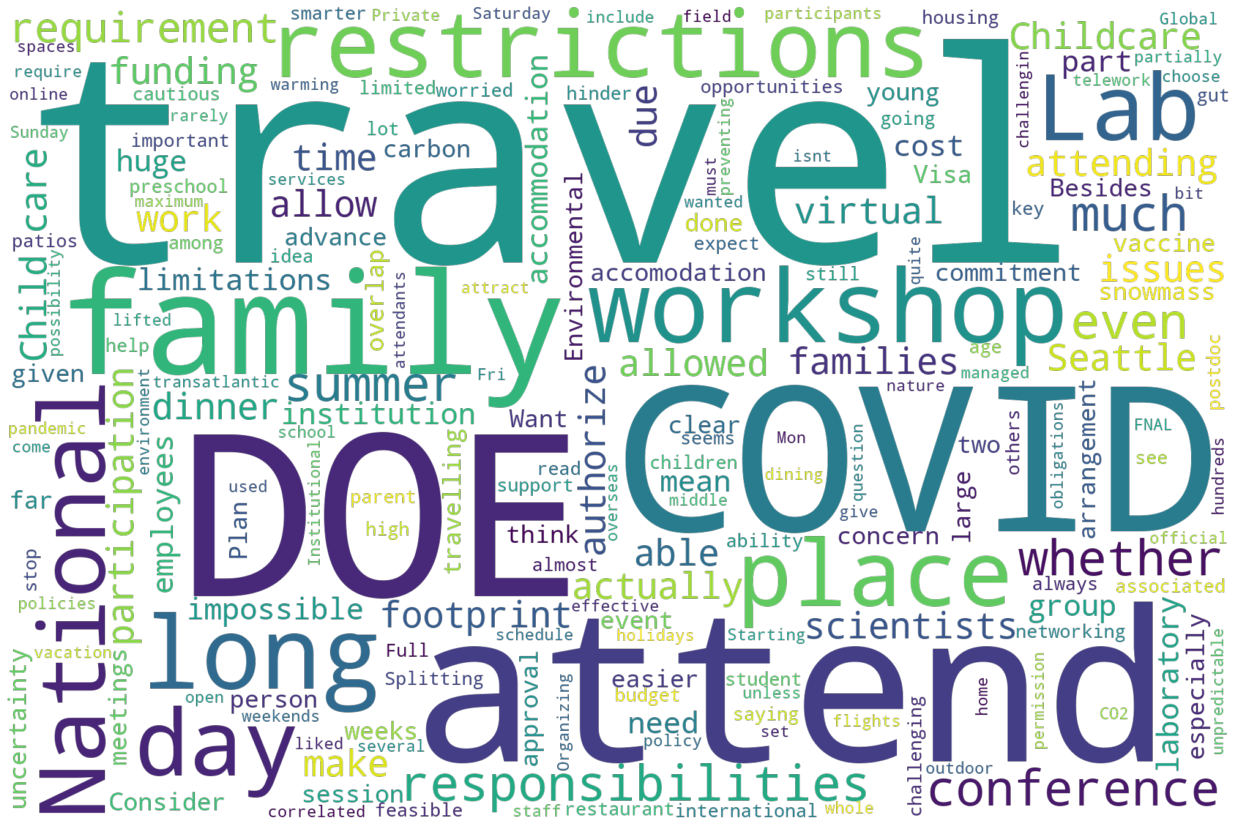 requirement
smarter
Private
Saturday
include
field
participants
housing
Childcare
Global
spaces
restrictions
part
partially
require
funding
warming
limited
worried
hinder
opportunities
telework
choose
online
cautious
travel
accommodation
due
young
challengin
Lab
gut
Sunday
rarely
lot
going
important
huge
time
carbon
isnt
must
preventing
cost
attending
preschool
services
Visa
Besides
bit
maximum
work
allow
wanted
virtual
key
much
Child care
patios
among
advance
done
vaccine
idea
Environmental
expect
quite
possibility
limitations
overlap
attendants
accomodation
still
commitment
issues
family
attract
workshop
snowmass
lifted
even
help
allowed
families
age
managed
Seattle
postdoc
given
transatlantic
summer
Fri
nature
National
participation
environment
dinner
institution
authorize
Want
clear
COVID
two
others
arrangement
pandemic
school
seems
Mon
obligations
FNAL
hundreds
come
DOE
children
question
see
far
employees
used
Institutional
parent
travelling
read
support
overseas
mean
dining
large
Plan
high
middle
give
think
ability
concern
official
stop
almost
able
place
whether
policies
impossible
actually
always
associated
footprint
effective
event
group
uncertainty
meetings
schedule
holidays
Starting
scientists
networking
laboratory
especially
unpredictable
vacation
long
Full
attend
open
person
Splitting
approval
Organizing
easier
student
unless
home
permission
CO2
weekends
budget
saying
flights
day
liked
several
weeks
need
policy
set
make
challenging
outdoor
Consider
session
responsibilities
conference
correlated
feasible
staff
restaurant
international
whole